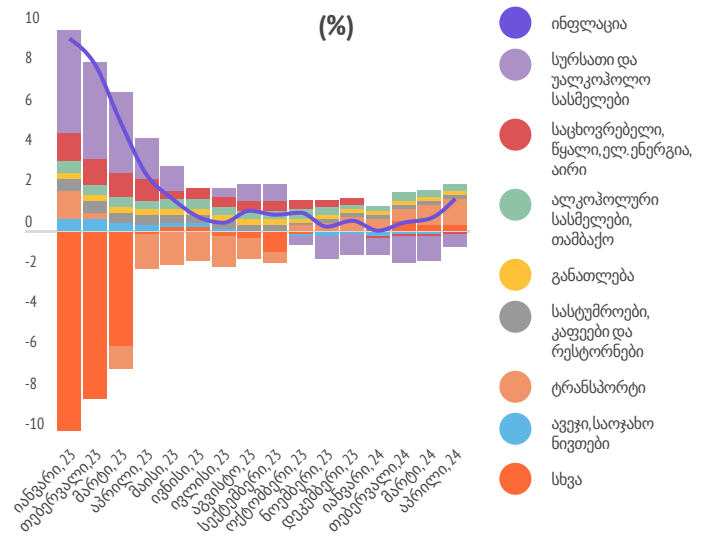 (%)
10
8
6
4
2
0
-2
-4
-6
-8
-10
იანვარი, 23
თებერვალი,23
მარტი,23
აპრილი, 23
მაისი, 23
ივნისი, 23
ივლისი, 23
აგვისტო, 23
სექტემბერი, 23
ოქტომბერი, 23
ნოემბერი, 23
დეკემბერი, 23
იანვარი, 24
თებერვალი,24
მარტი,24
აპრილი, 24
ინფლაცია
სურსათი და
უალკოჰოლო
სასმელები
საცხოვრებელი,
წყალი,ელ.ენერგია,
აირი
ალკოჰოლური
სასმელები,
თამბაქო
განათლება
სასტუმროები,
კაფეები და
რესტორნები
ტრანსპორტი
ავეჯი,საოჯახო
ნივთები
სხვა